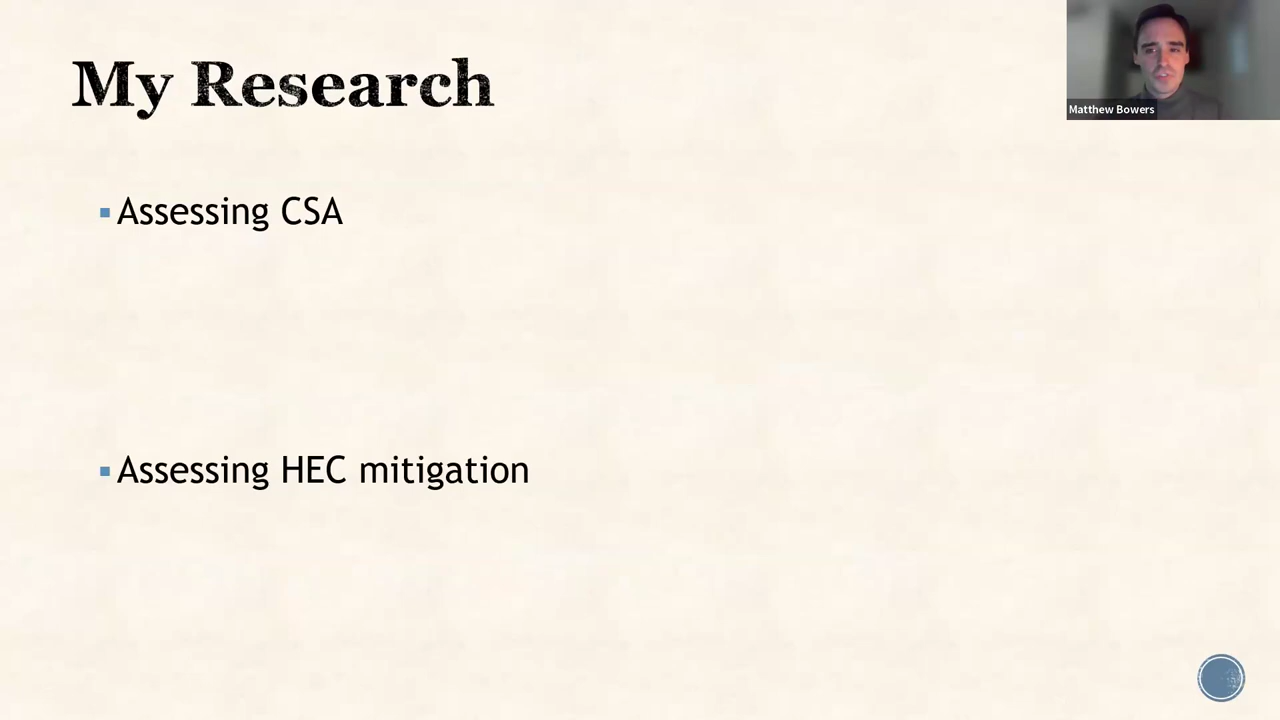 My Research
Matthew Bowers
Assessing CSA
Assessing HEC mitigation